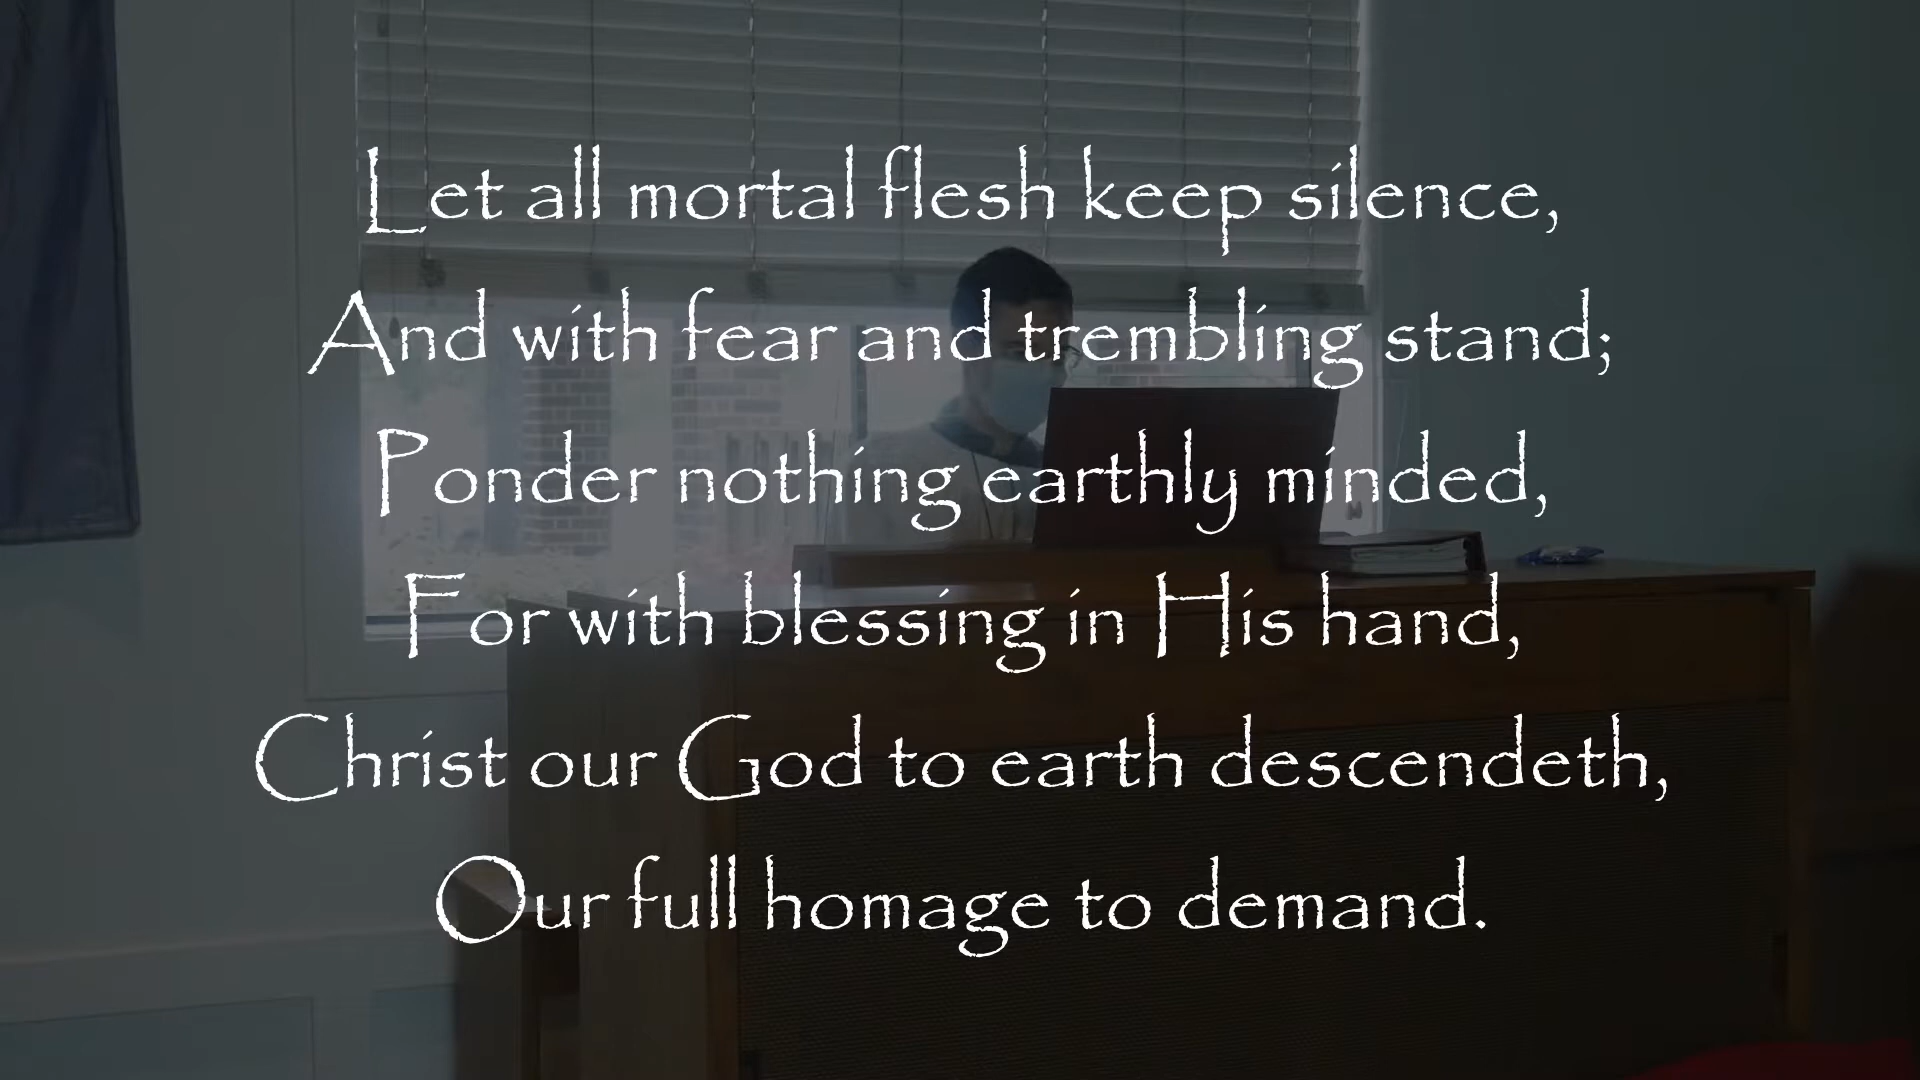 Let all mortal flesh keep silence,
And with fear and trembling stand;
Ponder nothing earthly minded,
For with blessing in His hand,
Christ our God to earth descendeth,
Our full homage to demand.